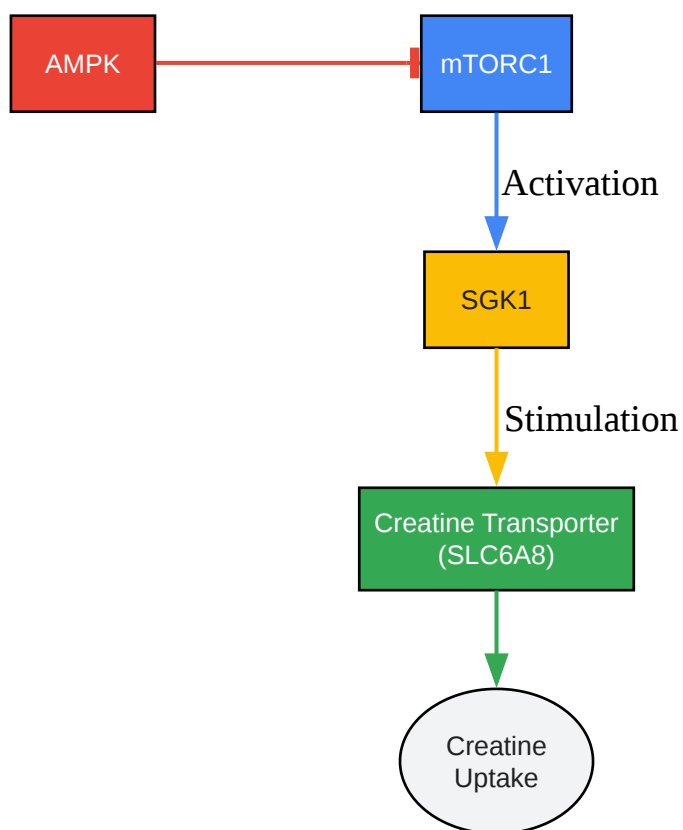 AMPK
mTORC1
Activation
SGK1
Stimulation
Creatine Transporter
(SLC6A8)
Creatine
Uptake